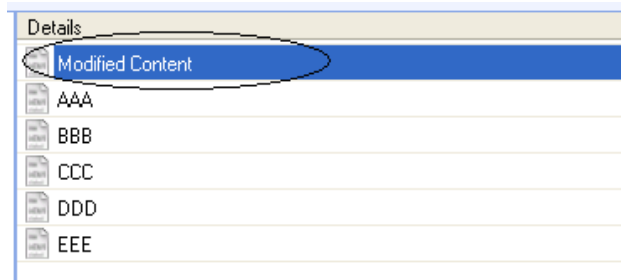 Details
Modified Content
AAA
BBB
CCC
DDD
EEE